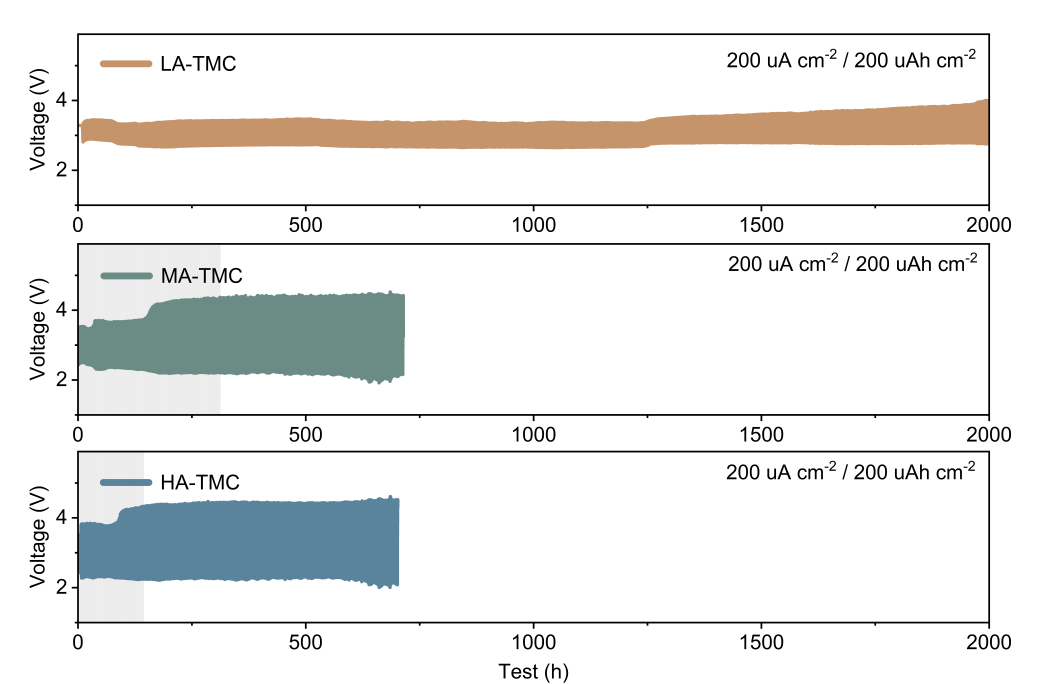 LA-TMC
200 uA cm⁻² / 200 uAh cm⁻²
Voltage (V)
4
2
0 500 1000 1500 2000
MA-TMC
200 uA cm⁻² / 200 uAh cm⁻²
Voltage (V)
4
2
0 500 1000 1500 2000
HA-TMC
200 uA cm⁻² / 200 uAh cm⁻²
Voltage (V)
4
2
0 500 1000 1500 2000
Test (h)